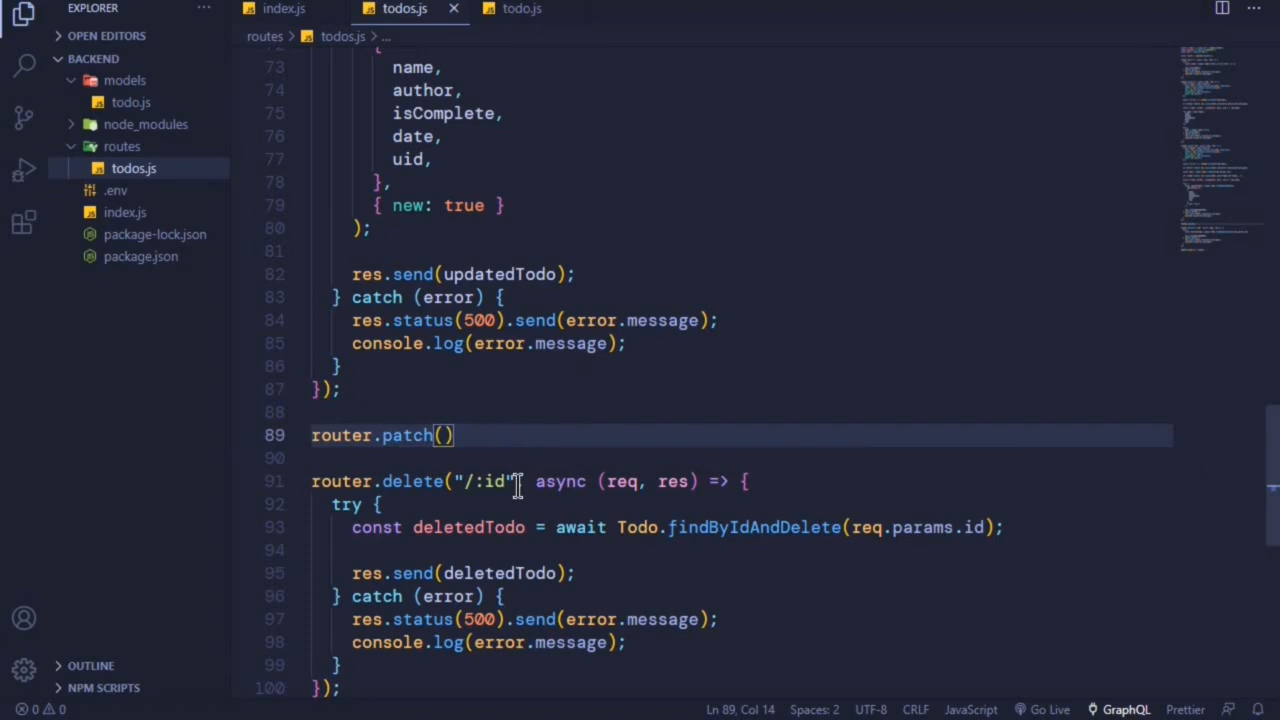 EXPLORER
···
index.js
todos.js
todo.js
routes > todos.js > ...
OPEN EDITORS
BACKEND
models
todo.js
node_modules
routes
todos.js
.env
index.js
package-lock.json
package.json
OUTLINE
NPM SCRIPTS
72 {
73 name,
74 author,
75 isComplete,
76 date,
77 uid,
78 },
79 { new: true }
80 );
81
82 res.send(updatedTodo);
83 } catch (error) {
84 res.status(500).send(error.message);
85 console.log(error.message);
86 }
87 });
88
89 router.patch()
90
91 router.delete("/:id", async (req, res) => {
92 try {
93 const deletedTodo = await Todo.findByIdAndDelete(req.params.id);
94
95 res.send(deletedTodo);
96 } catch (error) {
97 res.status(500).send(error.message);
98 console.log(error.message);
99 }
100 });
0 0 Ln 89, Col 14 Spaces: 2 UTF-8 CRLF JavaScript Go Live GraphQL Prettier